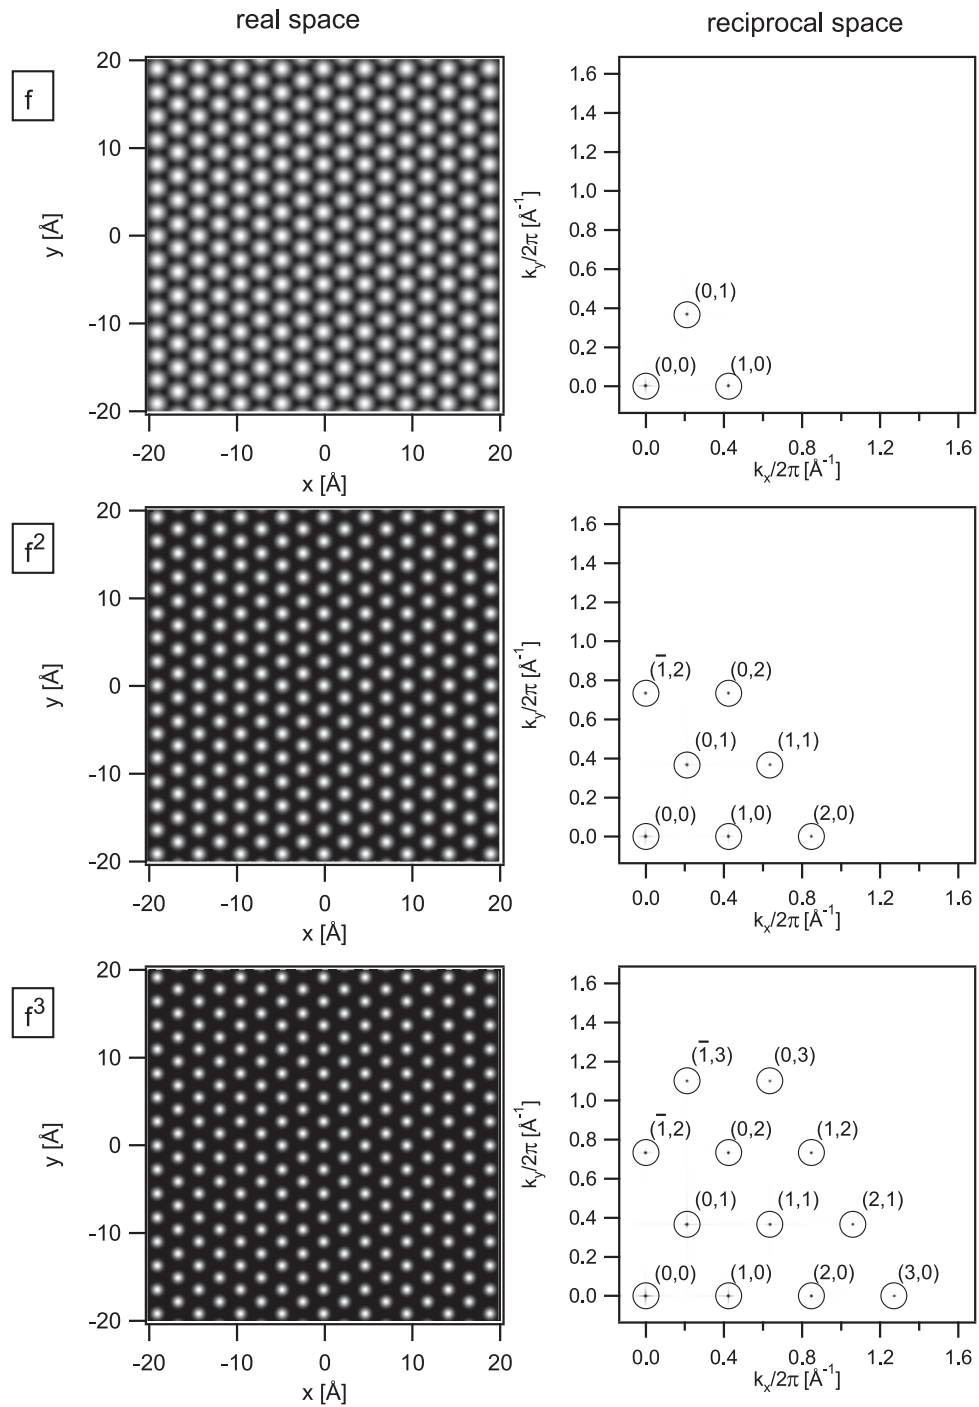 real space
reciprocal space
f
20
10
0
-10
-20
y [Å]
-20 -10 0 10 20
x [Å]
1.6
1.4
1.2
1.0
0.8
0.6
0.4
0.2
0.0
k_y/2π [Å⁻¹]
(0,1)
(0,0) (1,0)
0.0 0.4 0.8 1.2 1.6
k_x/2π [Å⁻¹]
f²
20
10
0
-10
-20
y [Å]
-20 -10 0 10 20
x [Å]
1.6
1.4
1.2
1.0
0.8
0.6
0.4
0.2
0.0
k_y/2π [Å⁻¹]
(1̄,2) (0,2)
(0,1) (1,1)
(0,0) (1,0) (2,0)
0.0 0.4 0.8 1.2 1.6
k_x/2π [Å⁻¹]
f³
20
10
0
-10
-20
y [Å]
-20 -10 0 10 20
x [Å]
1.6
1.4
1.2
1.0
0.8
0.6
0.4
0.2
0.0
k_y/2π [Å⁻¹]
(1̄,3) (0,3)
(1̄,2) (0,2) (1,2)
(0,1) (1,1) (2,1)
(0,0) (1,0) (2,0) (3,0)
0.0 0.4 0.8 1.2 1.6
k_x/2π [Å⁻¹]